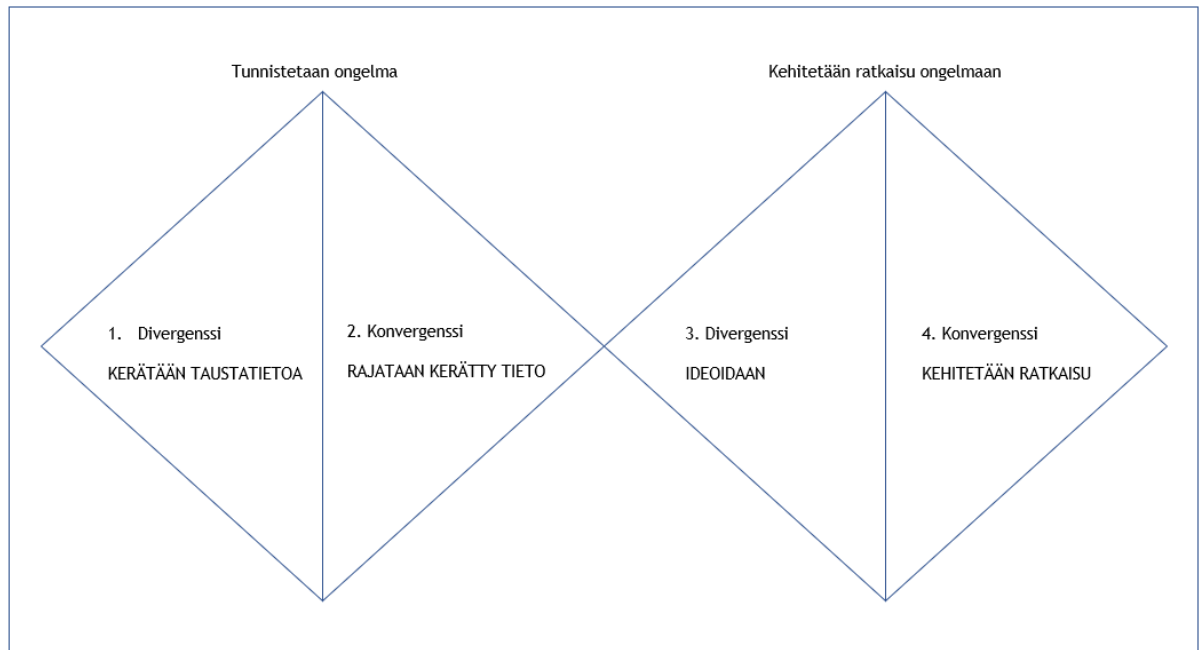 Tunnistetaan ongelma
Kehitetään ratkaisu ongelmaan
1. Divergenssi
KERÄTÄÄN TAUSTATIETOA
2. Konvergenssi
RAJATAAN KERÄTTY TIETO
3. Divergenssi
IDEOIDAAN
4. Konvergenssi
KEHITETÄÄN RATKAISU